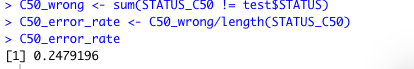 > C50_wrong <- sum(STATUS_C50 != test$STATUS)
> C50_error_rate <- C50_wrong/length(STATUS_C50)
> C50_error_rate
[1] 0.2479196